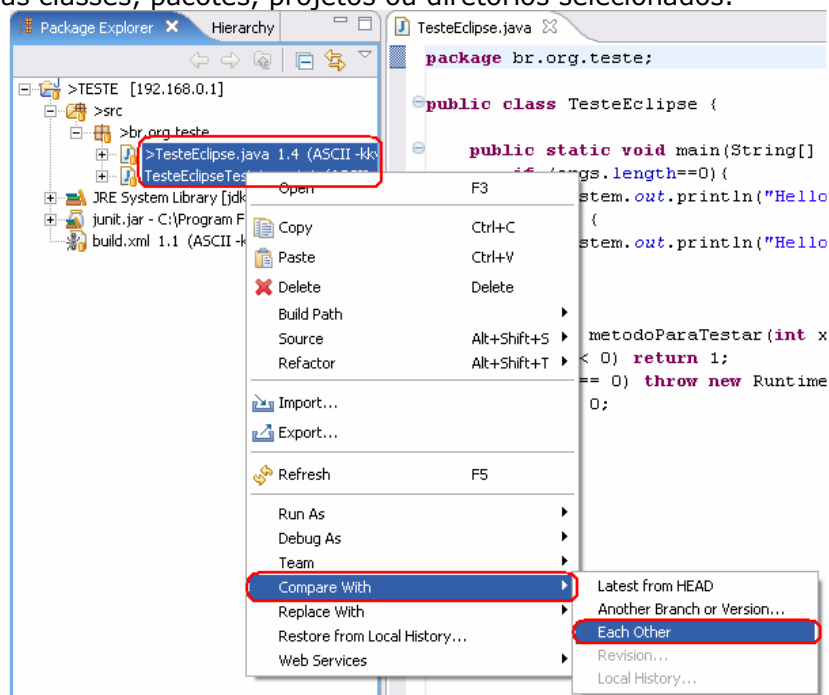 as classes, pacotes, projetos ou diretórios selecionados.
Package Explorer Hierarchy
TesteEclipse.java
>TESTE [192.168.0.1]
>src
>br.org.teste
>TesteEclipse.java 1.4 (ASCII -kkv
TesteEclipseTes
JRE System Library [jdk
junit.jar - C:\Program F
build.xml 1.1 (ASCII -k
package br.org.teste;
public class TesteEclipse {
public static void main(String[]
args.length==0){
stem.out.println("Hello
{
stem.out.println("Hello
metodoParaTestar(int x
< 0) return 1;
== 0) throw new Runtime
0;
Open F3
Copy Ctrl+C
Paste Ctrl+V
Delete Delete
Build Path
Source Alt+Shift+S
Refactor Alt+Shift+T
Import...
Export...
Refresh F5
Run As
Debug As
Team
Compare With
Replace With
Restore from Local History...
Web Services
Latest from HEAD
Another Branch or Version...
Each Other
Revision...
Local History...